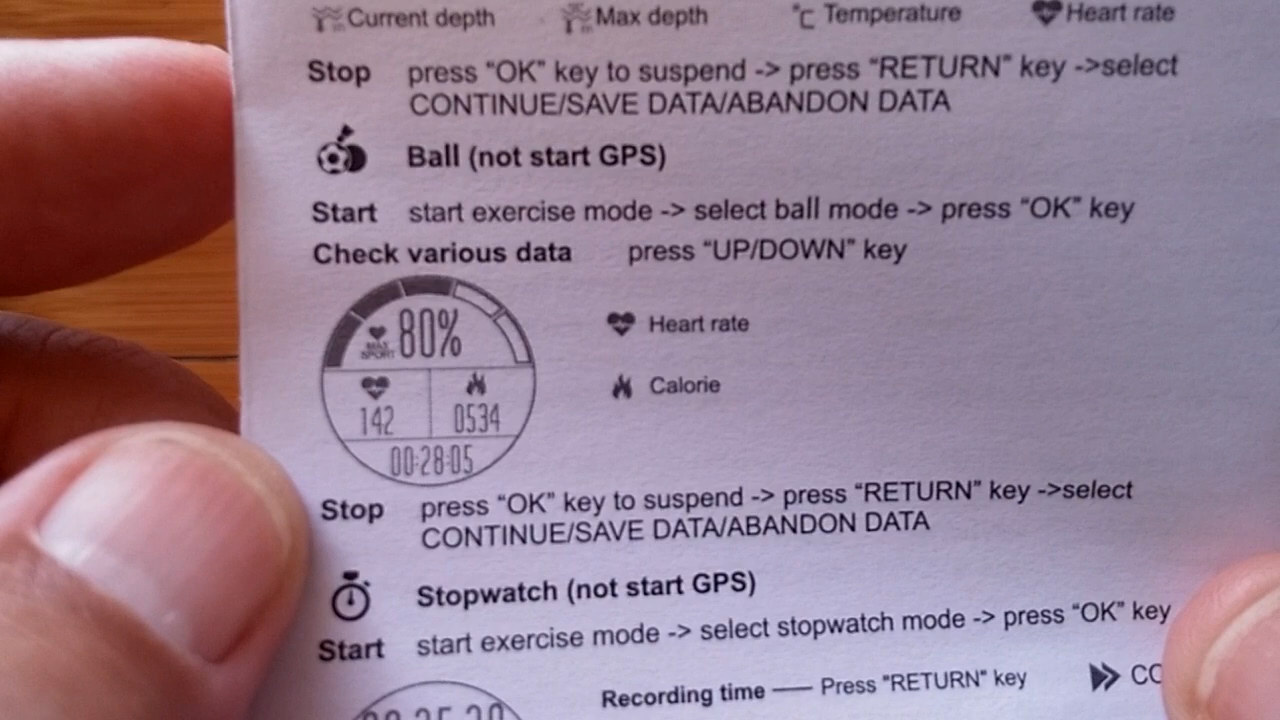 Current depth Max depth °C Temperature Heart rate
Stop press “OK” key to suspend -> press “RETURN” key ->select
CONTINUE/SAVE DATA/ABANDON DATA
Ball (not start GPS)
Start start exercise mode -> select ball mode -> press “OK” key
Check various data press “UP/DOWN” key
MAX SPORT 80%
Heart rate
Calorie
142 0534
00:28:05
Stop press “OK” key to suspend -> press “RETURN” key ->select
CONTINUE/SAVE DATA/ABANDON DATA
Stopwatch (not start GPS)
Start start exercise mode -> select stopwatch mode -> press “OK” key
Recording time — Press "RETURN" key